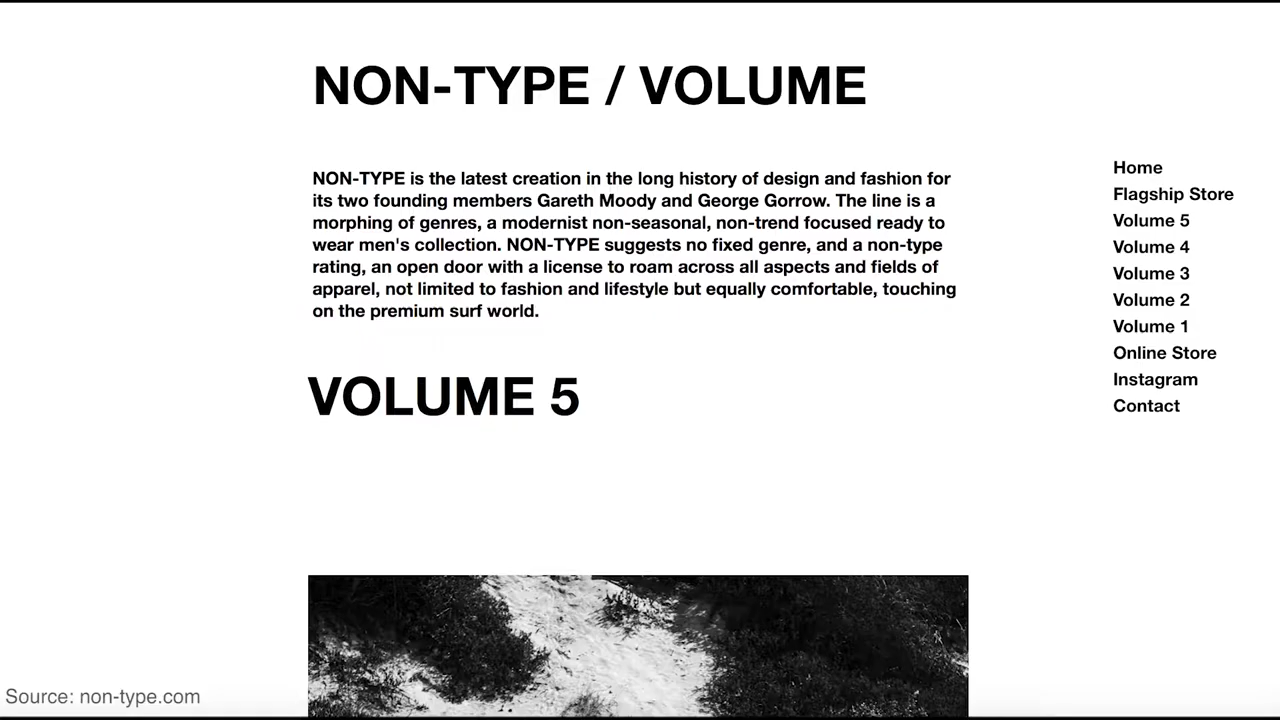 NON-TYPE / VOLUME
NON-TYPE is the latest creation in the long history of design and fashion for
its two founding members Gareth Moody and George Gorrow. The line is a
morphing of genres, a modernist non-seasonal, non-trend focused ready to
wear men's collection. NON-TYPE suggests no fixed genre, and a non-type
rating, an open door with a license to roam across all aspects and fields of
apparel, not limited to fashion and lifestyle but equally comfortable, touching
on the premium surf world.
VOLUME 5
Home
Flagship Store
Volume 5
Volume 4
Volume 3
Volume 2
Volume 1
Online Store
Instagram
Contact
Source: non-type.com